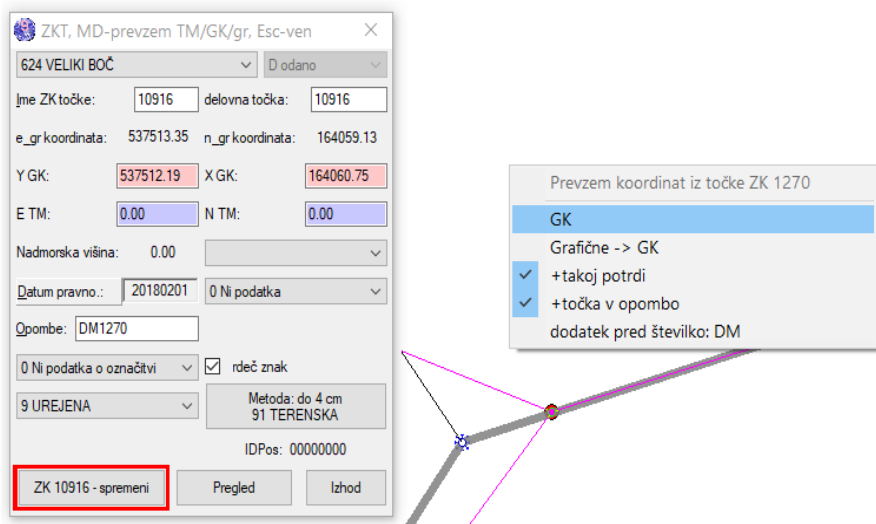 ZKT, MD-prevzem TM/GK/gr, Esc-ven
624 VELIKI BOČ D odano
Ime ZK točke: 10916 delovna točka: 10916
e_gr koordinata: 537513.35 n_gr koordinata: 164059.13
Y GK: 537512.19 X GK: 164060.75
E TM: 0.00 N TM: 0.00
Nadmorska višina: 0.00
Datum pravno.: 20180201 0 Ni podatka
Opombe: DM1270
0 Ni podatka o označitvi rdeč znak
9 UREJENA
Metoda: do 4 cm
91 TERENSKA
IDPos: 00000000
ZK 10916 - spremeni Pregled Izhod
Prevzem koordinat iz točke ZK 1270
GK
Grafične -> GK
+takoj potrdi
+točka v opombo
dodatek pred številko: DM